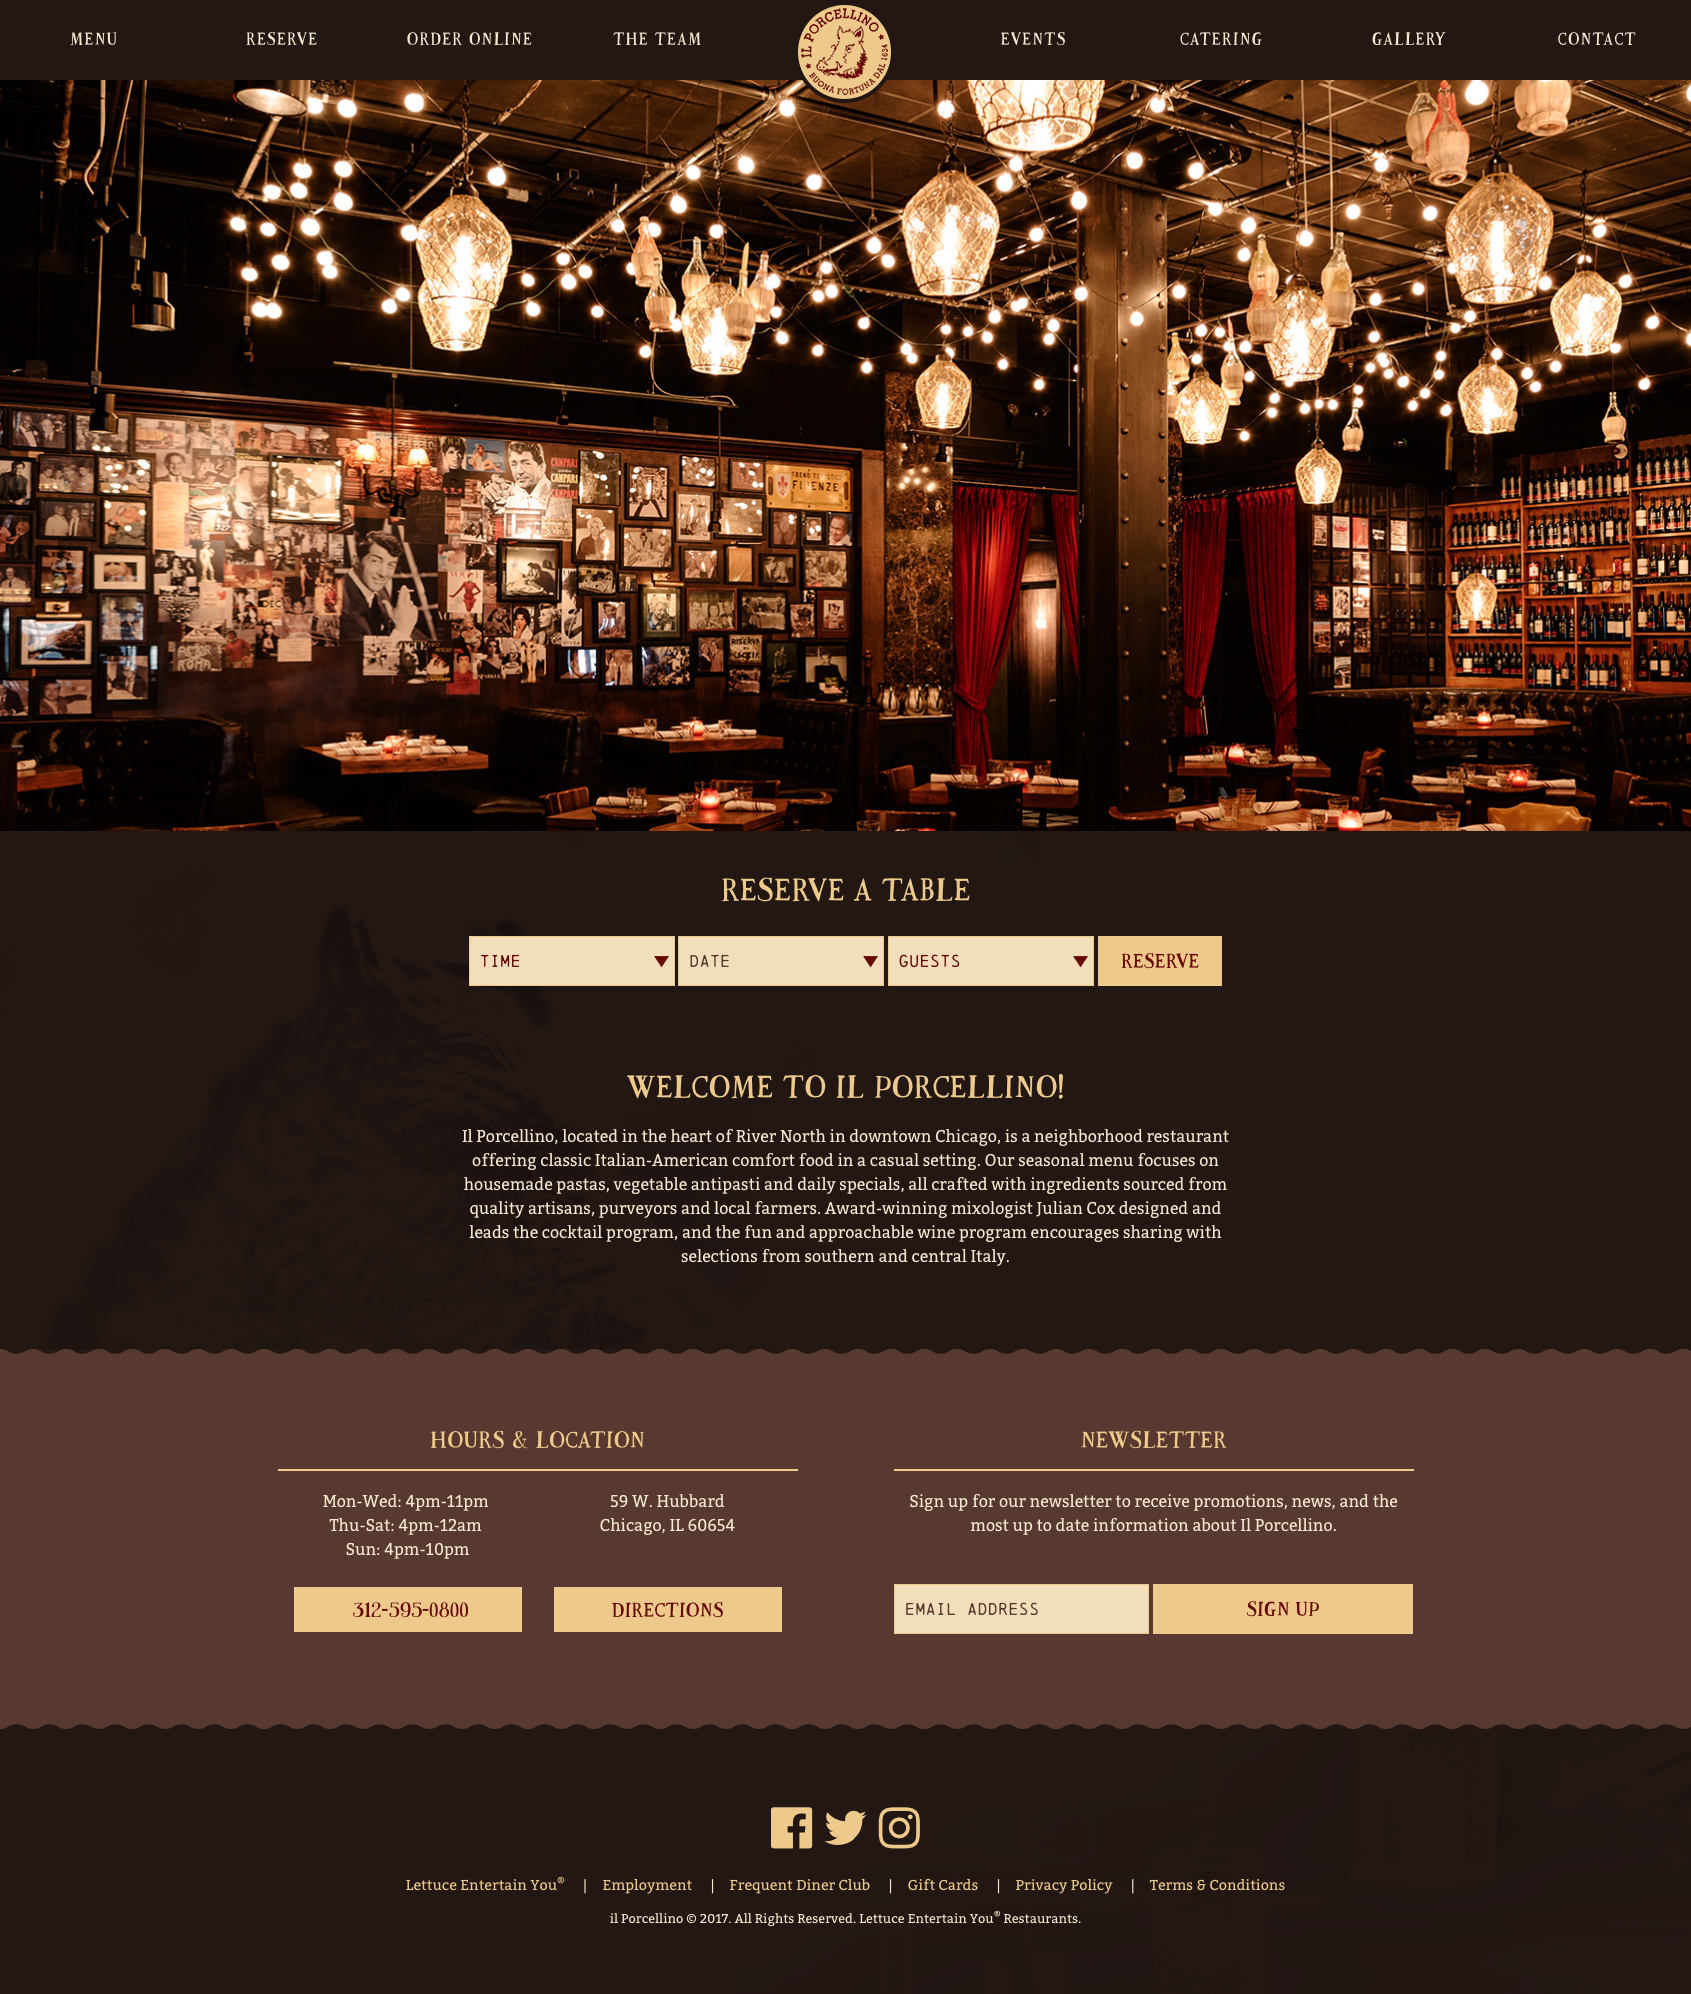 MENU
RESERVE
ORDER ONLINE
THE TEAM
IL PORCELLINO
BUONA FORTUNA DAL 1634
EVENTS
CATERING
GALLERY
CONTACT
CAMPARI
CAMPARI
CAMPARI
FIRENZE
RESERVE A TABLE
TIME
DATE
GUESTS
RESERVE
WELCOME TO IL PORCELLINO!
Il Porcellino, located in the heart of River North in downtown Chicago, is a neighborhood restaurant
offering classic Italian-American comfort food in a casual setting. Our seasonal menu focuses on
housemade pastas, vegetable antipasti and daily specials, all crafted with ingredients sourced from
quality artisans, purveyors and local farmers. Award-winning mixologist Julian Cox designed and
leads the cocktail program, and the fun and approachable wine program encourages sharing with
selections from southern and central Italy.
HOURS & LOCATION
Mon-Wed: 4pm-11pm
Thu-Sat: 4pm-12am
Sun: 4pm-10pm
59 W. Hubbard
Chicago, IL 60654
312-595-0800
DIRECTIONS
NEWSLETTER
Sign up for our newsletter to receive promotions, news, and the
most up to date information about Il Porcellino.
EMAIL ADDRESS
SIGN UP
Lettuce Entertain You® | Employment | Frequent Diner Club | Gift Cards | Privacy Policy | Terms & Conditions
il Porcellino © 2017. All Rights Reserved. Lettuce Entertain You® Restaurants.